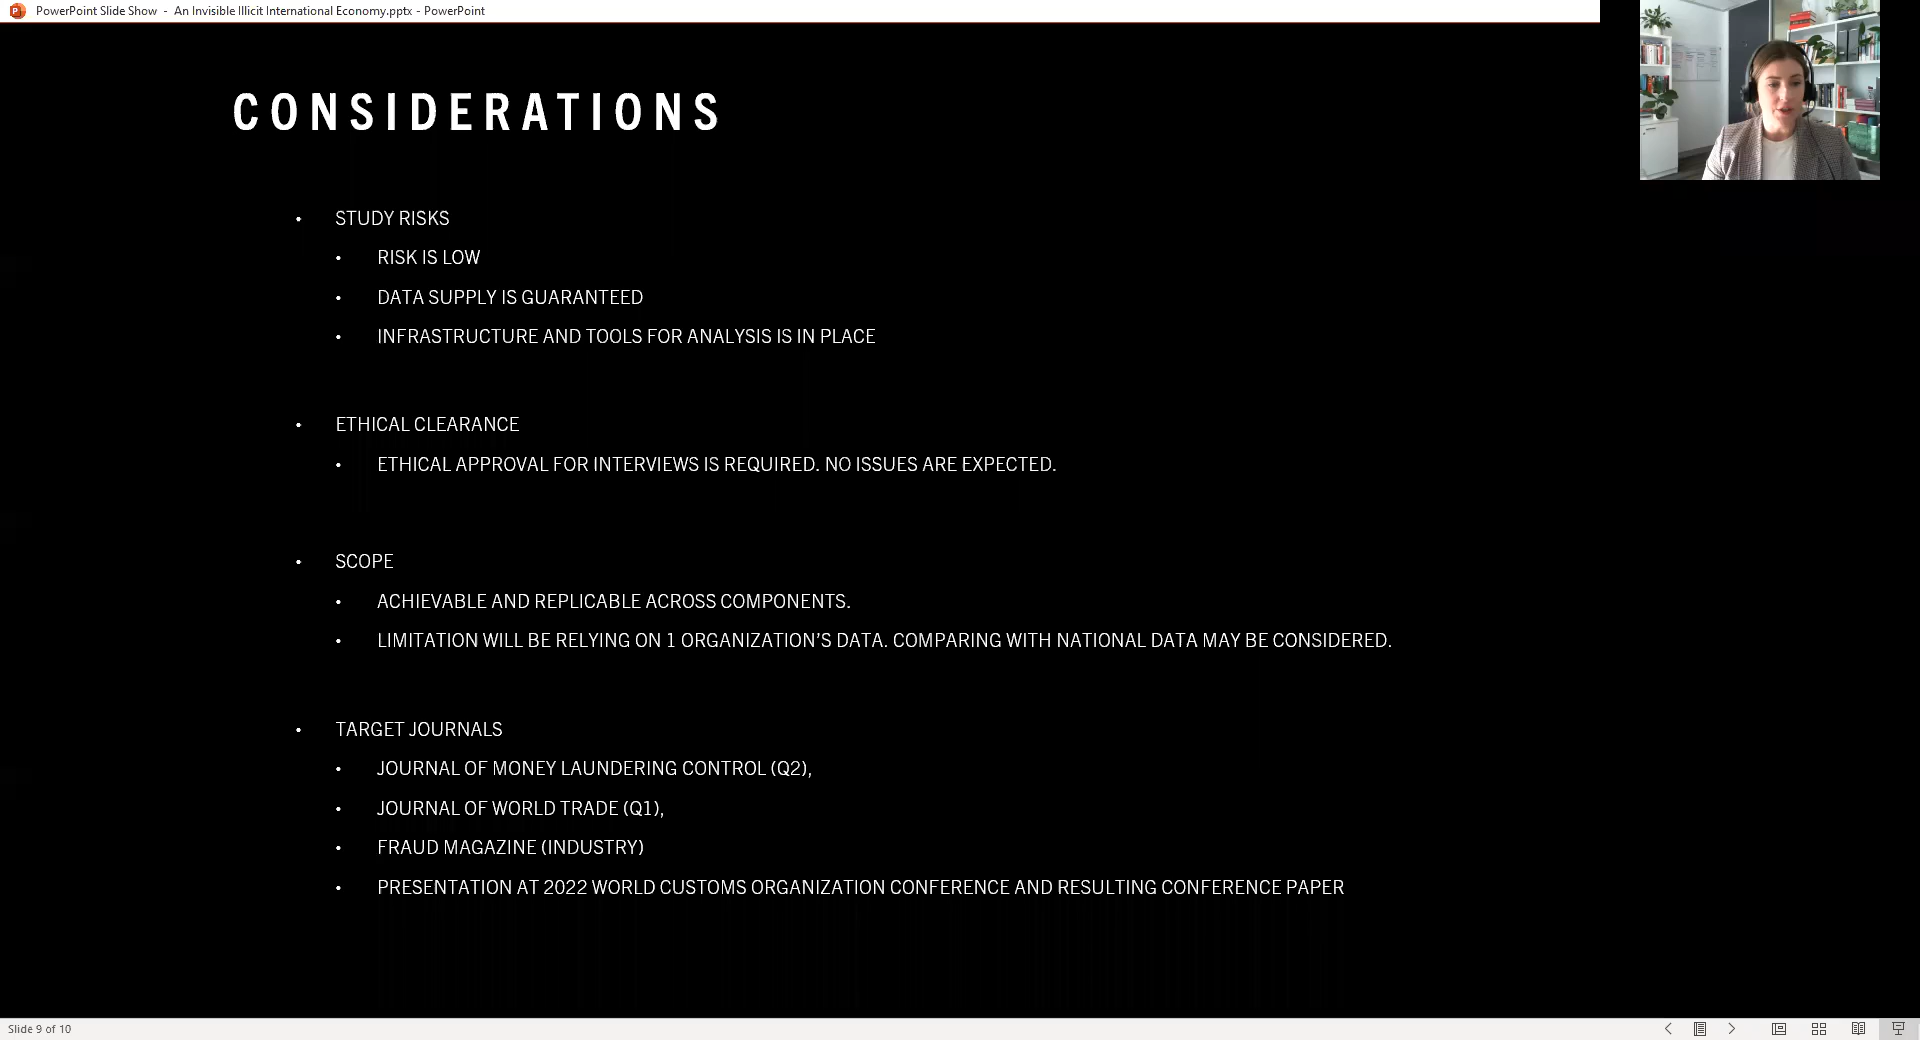 PowerPoint Slide Show - An Invisible Illicit International Economy.pptx - PowerPoint
CONSIDERATIONS
• STUDY RISKS
• RISK IS LOW
• DATA SUPPLY IS GUARANTEED
• INFRASTRUCTURE AND TOOLS FOR ANALYSIS IS IN PLACE
• ETHICAL CLEARANCE
• ETHICAL APPROVAL FOR INTERVIEWS IS REQUIRED. NO ISSUES ARE EXPECTED.
• SCOPE
• ACHIEVABLE AND REPLICABLE ACROSS COMPONENTS.
• LIMITATION WILL BE RELYING ON 1 ORGANIZATION’S DATA. COMPARING WITH NATIONAL DATA MAY BE CONSIDERED.
• TARGET JOURNALS
• JOURNAL OF MONEY LAUNDERING CONTROL (Q2),
• JOURNAL OF WORLD TRADE (Q1),
• FRAUD MAGAZINE (INDUSTRY)
• PRESENTATION AT 2022 WORLD CUSTOMS ORGANIZATION CONFERENCE AND RESULTING CONFERENCE PAPER
Slide 9 of 10